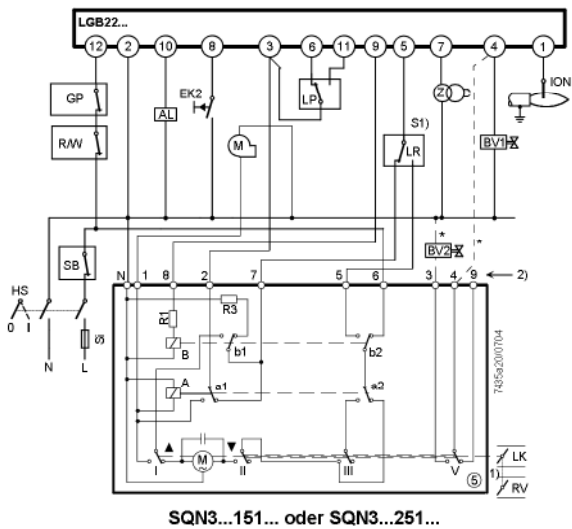 LGB22...
12 2 10 8 3 6 11 9 5 7 4 1
ION
GP
EK2
LP
Z
AL
S1)
R/W
M
LR
BV1
*
BV2
*
SB
N 1 8 2 7 5 6 3 4 9 2)
HS
0 I
Si
N L
R1
R3
B
b1
b2
A
a1
a2
7435a20/0704
M
~
I II III V
LK
1)
5
RV
SQN3...151... oder SQN3...251...